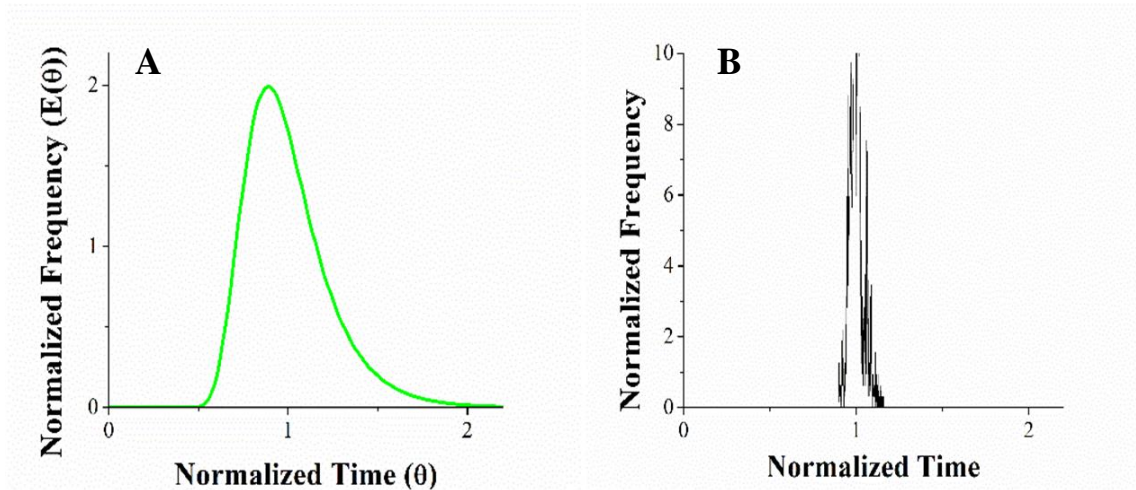 A
Normalized Frequency (E(θ))
2
1
0
0
1
2
Normalized Time (θ)
B
Normalized Frequency
10
8
6
4
2
0
0
1
2
Normalized Time